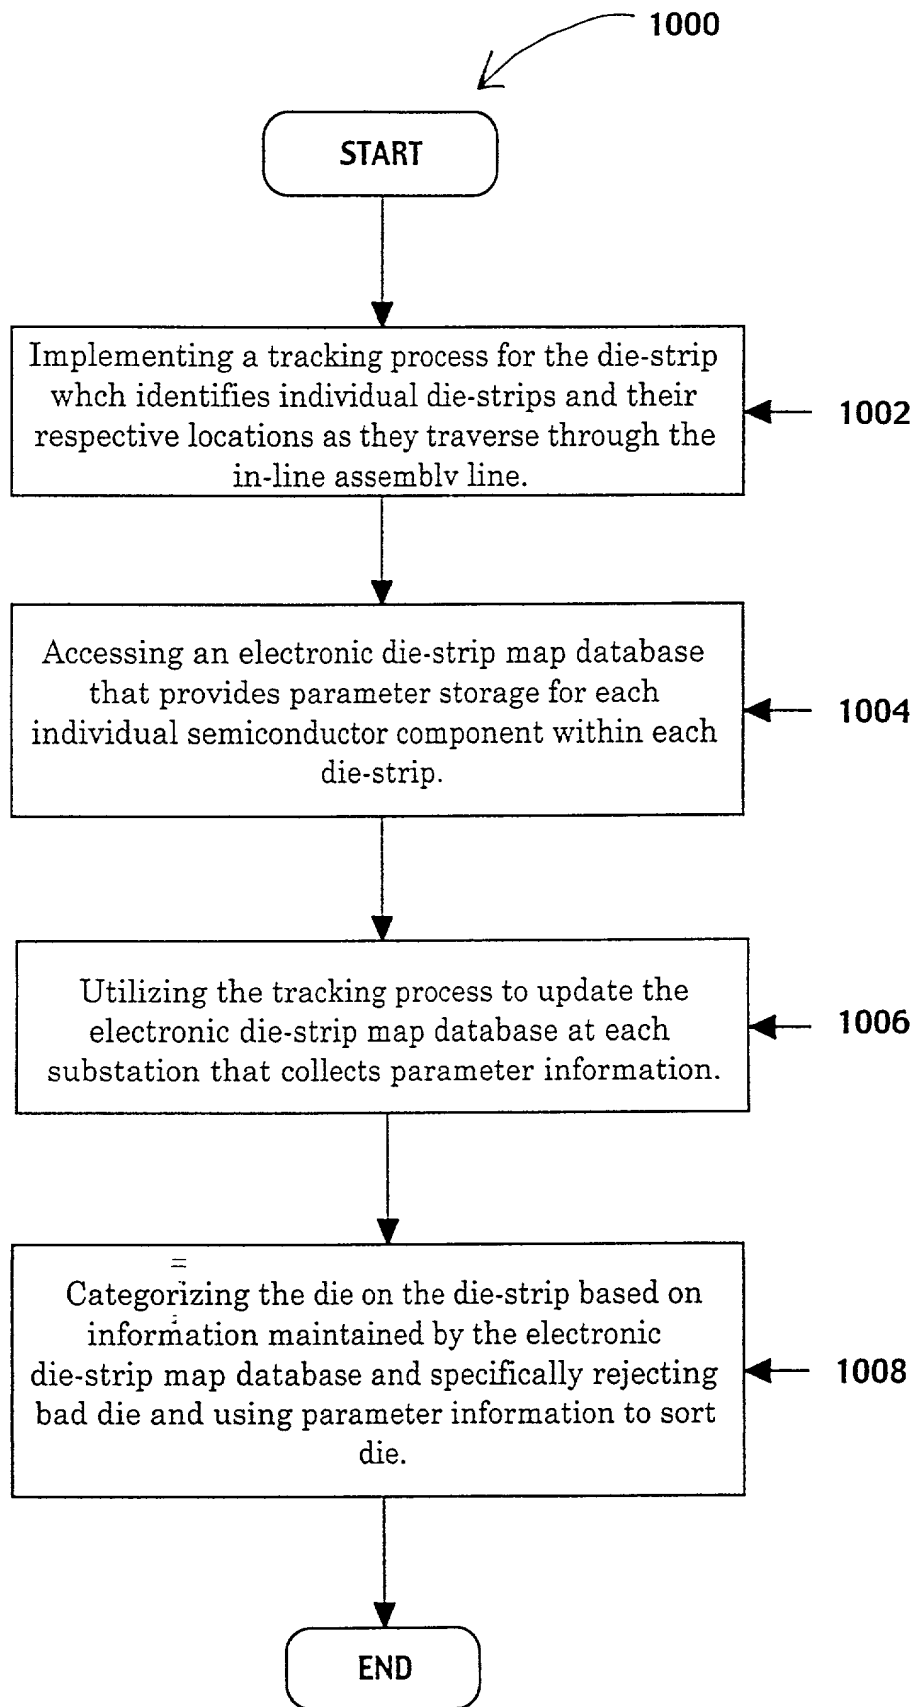 1000
START
Implementing a tracking process for the die-strip
whch identifies individual die-strips and their
respective locations as they traverse through the
in-line assembly line.
1002
Accessing an electronic die-strip map database
that provides parameter storage for each
individual semiconductor component within each
die-strip.
1004
Utilizing the tracking process to update the
electronic die-strip map database at each
substation that collects parameter information.
1006
Categorizing the die on the die-strip based on
information maintained by the electronic
die-strip map database and specifically rejecting
bad die and using parameter information to sort
die.
1008
END